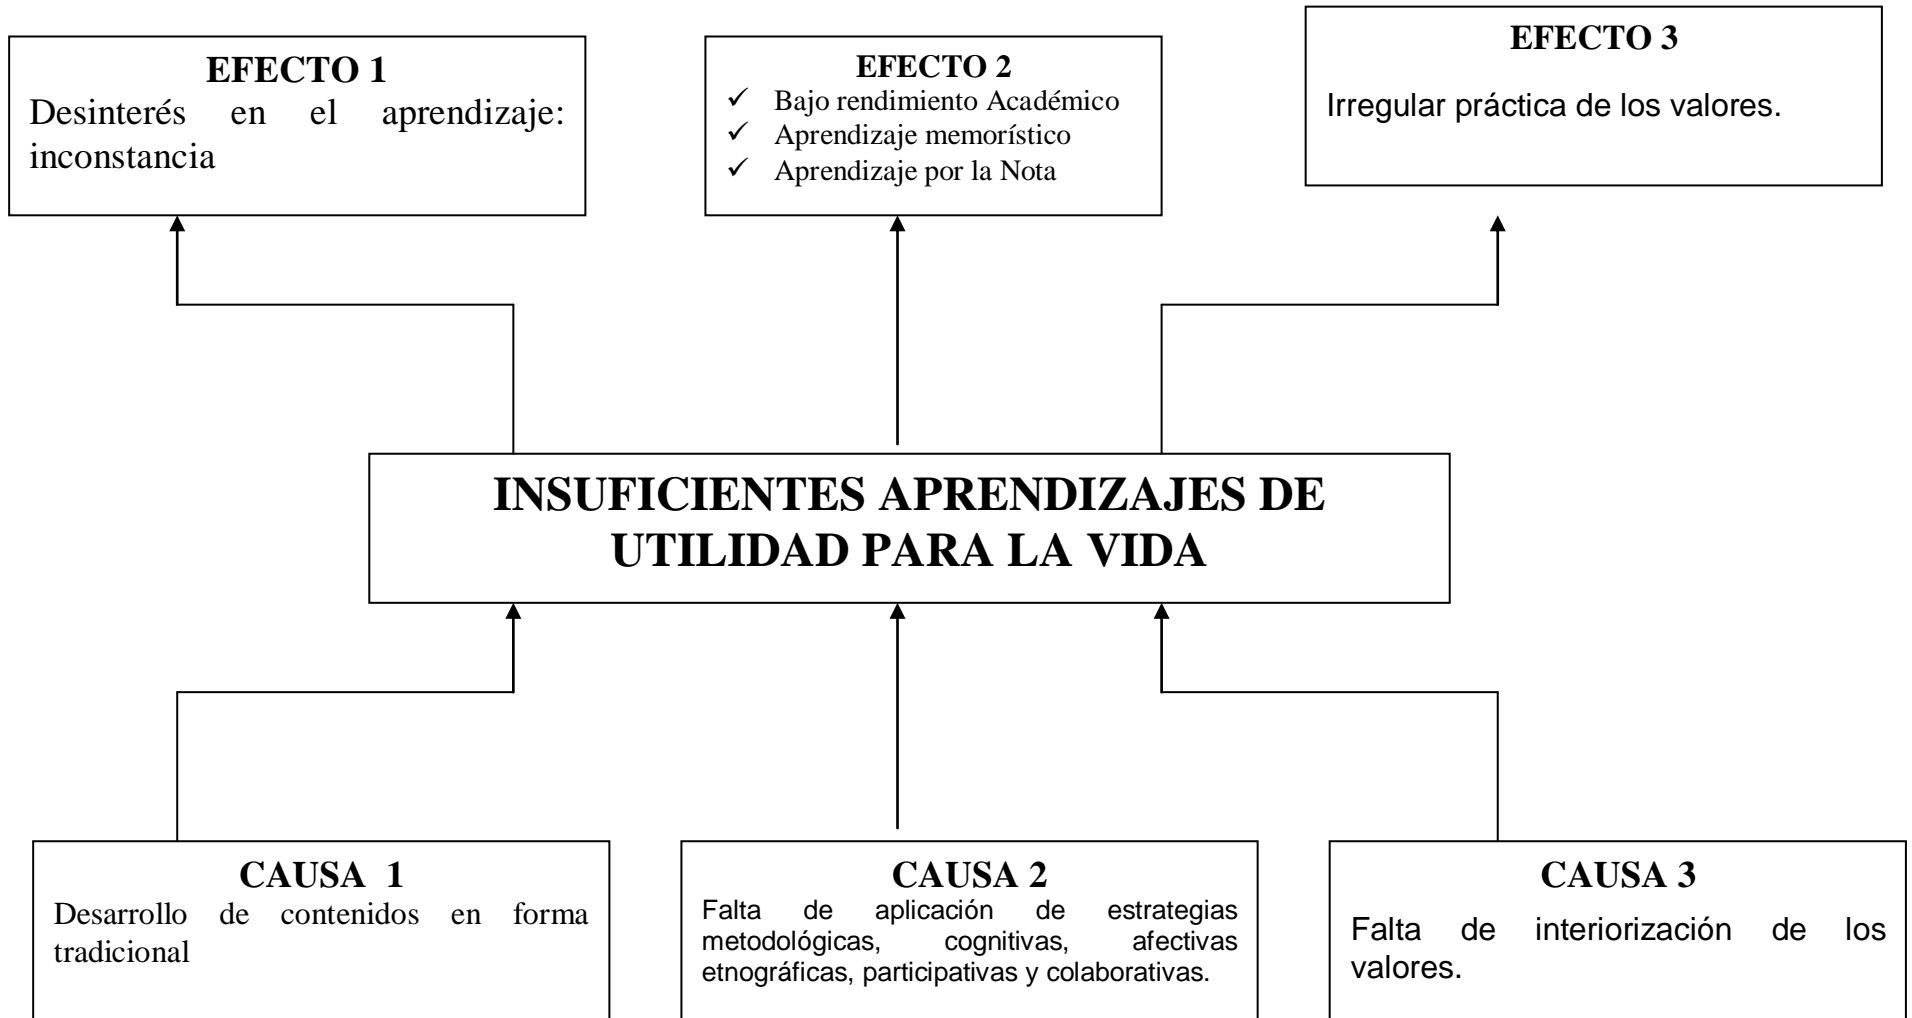 EFECTO 1
Desinterés en el aprendizaje:
inconstancia
EFECTO 2
✓ Bajo rendimiento Académico
✓ Aprendizaje memorístico
✓ Aprendizaje por la Nota
EFECTO 3
Irregular práctica de los valores.
INSUFICIENTES APRENDIZAJES DE
UTILIDAD PARA LA VIDA
CAUSA 1
Desarrollo de contenidos en forma
tradicional
CAUSA 2
Falta de aplicación de estrategias
metodológicas, cognitivas, afectivas
etnográficas, participativas y colaborativas.
CAUSA 3
Falta de interiorización de los
valores.